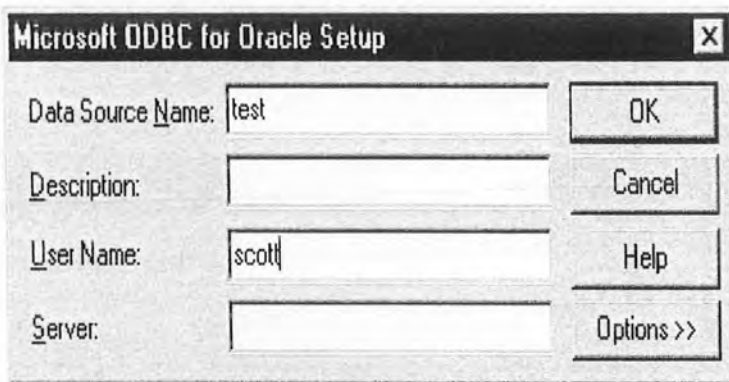 Microsoft ODBC for Oracle Setup
X
Data Source Name: test
OK
Description:
Cancel
User Name: scott
Help
Server:
Options >>